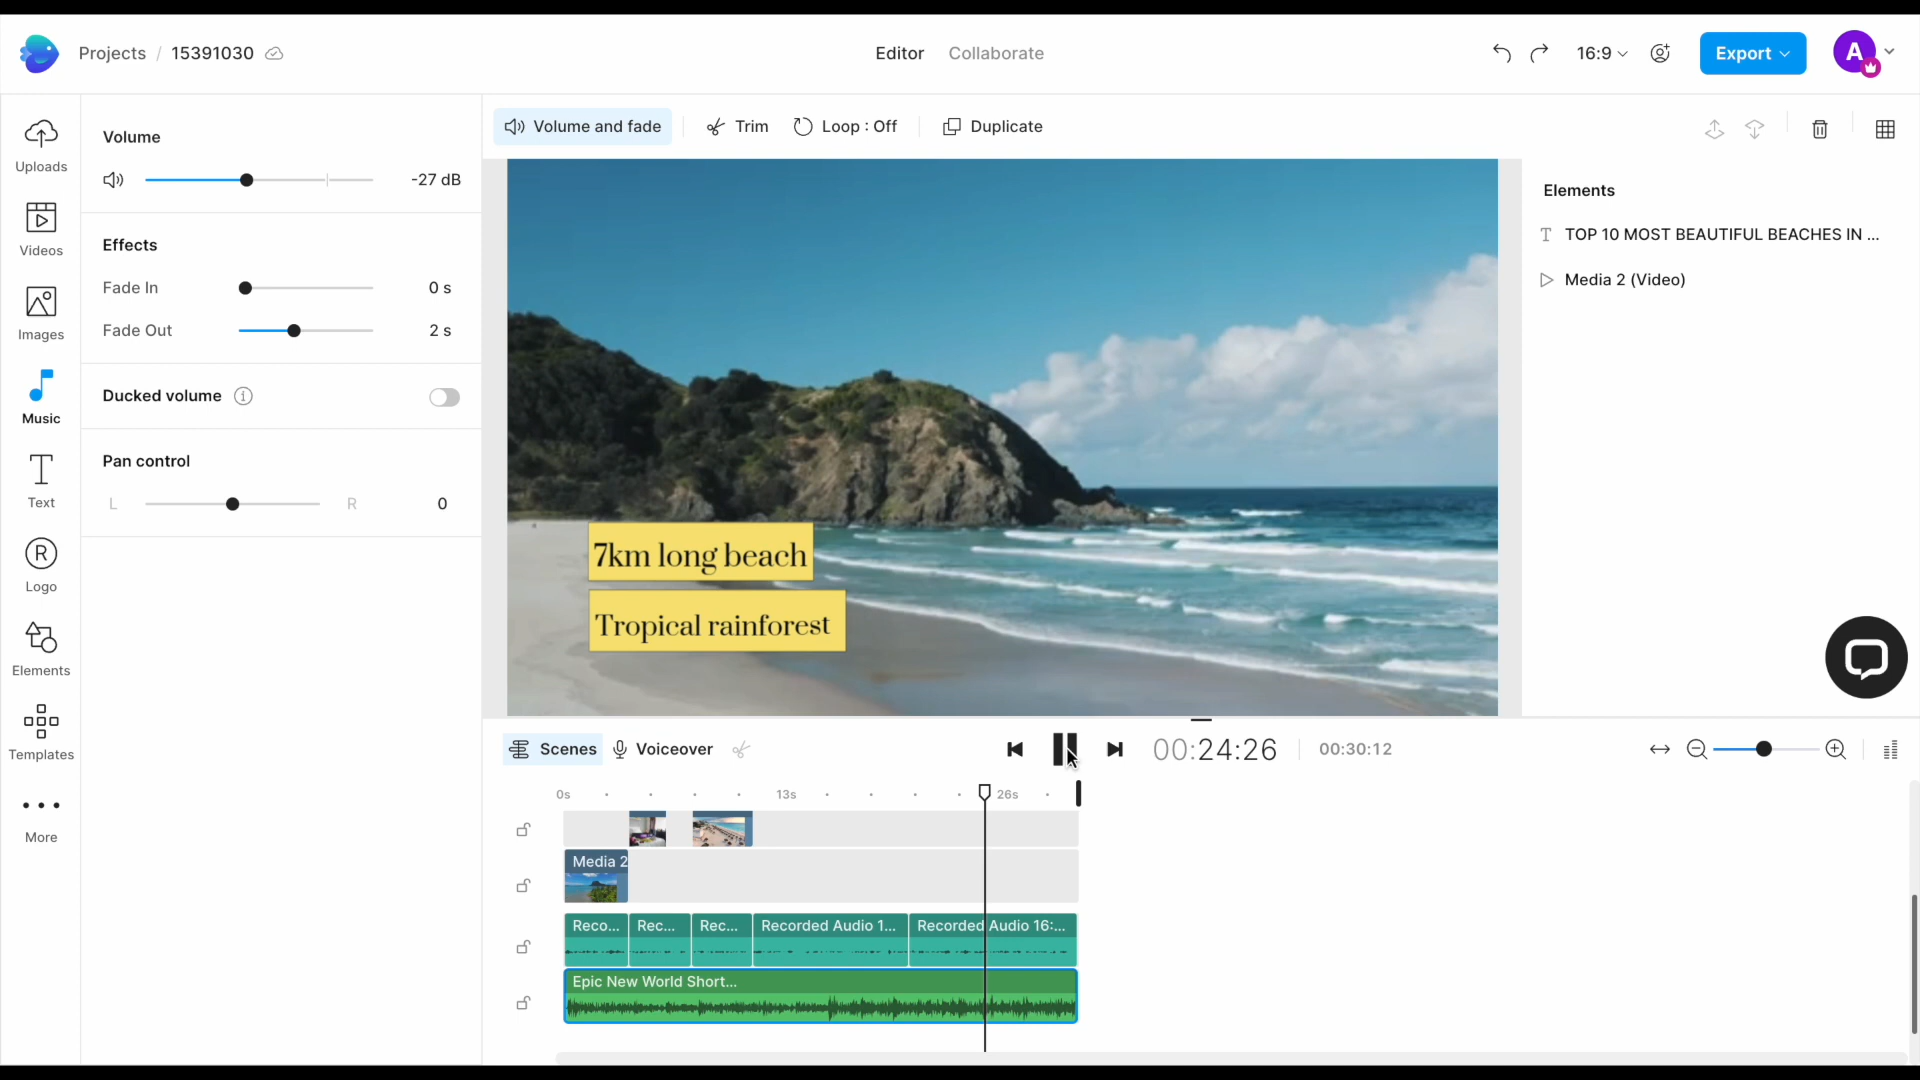 Projects / 15391030
Editor
Collaborate
16:9
Export
A
Uploads
Videos
Images
Music
Text
R
Logo
Elements
Templates
More
Volume
-27 dB
Effects
Fade In
0 s
Fade Out
2 s
Ducked volume
Pan control
L
R
0
Volume and fade
Trim
Loop : Off
Duplicate
7km long beach
Tropical rainforest
Elements
TOP 10 MOST BEAUTIFUL BEACHES IN ...
Media 2 (Video)
Scenes
Voiceover
00:24:26
00:30:12
0s
13s
26s
Media 2
Reco...
Rec...
Rec...
Recorded Audio 1...
Recorded Audio 16:...
Epic New World Short...